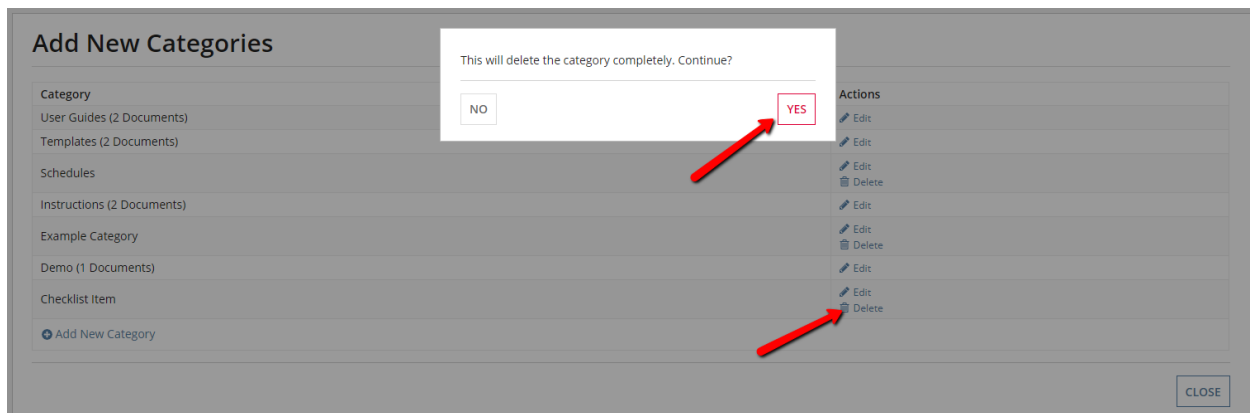 Add New Categories
This will delete the category completely. Continue?
NO
YES
Category
Actions
User Guides (2 Documents)
Edit
Templates (2 Documents)
Edit
Schedules
Edit
Delete
Instructions (2 Documents)
Edit
Example Category
Edit
Delete
Demo (1 Documents)
Edit
Checklist Item
Edit
Delete
Add New Category
CLOSE